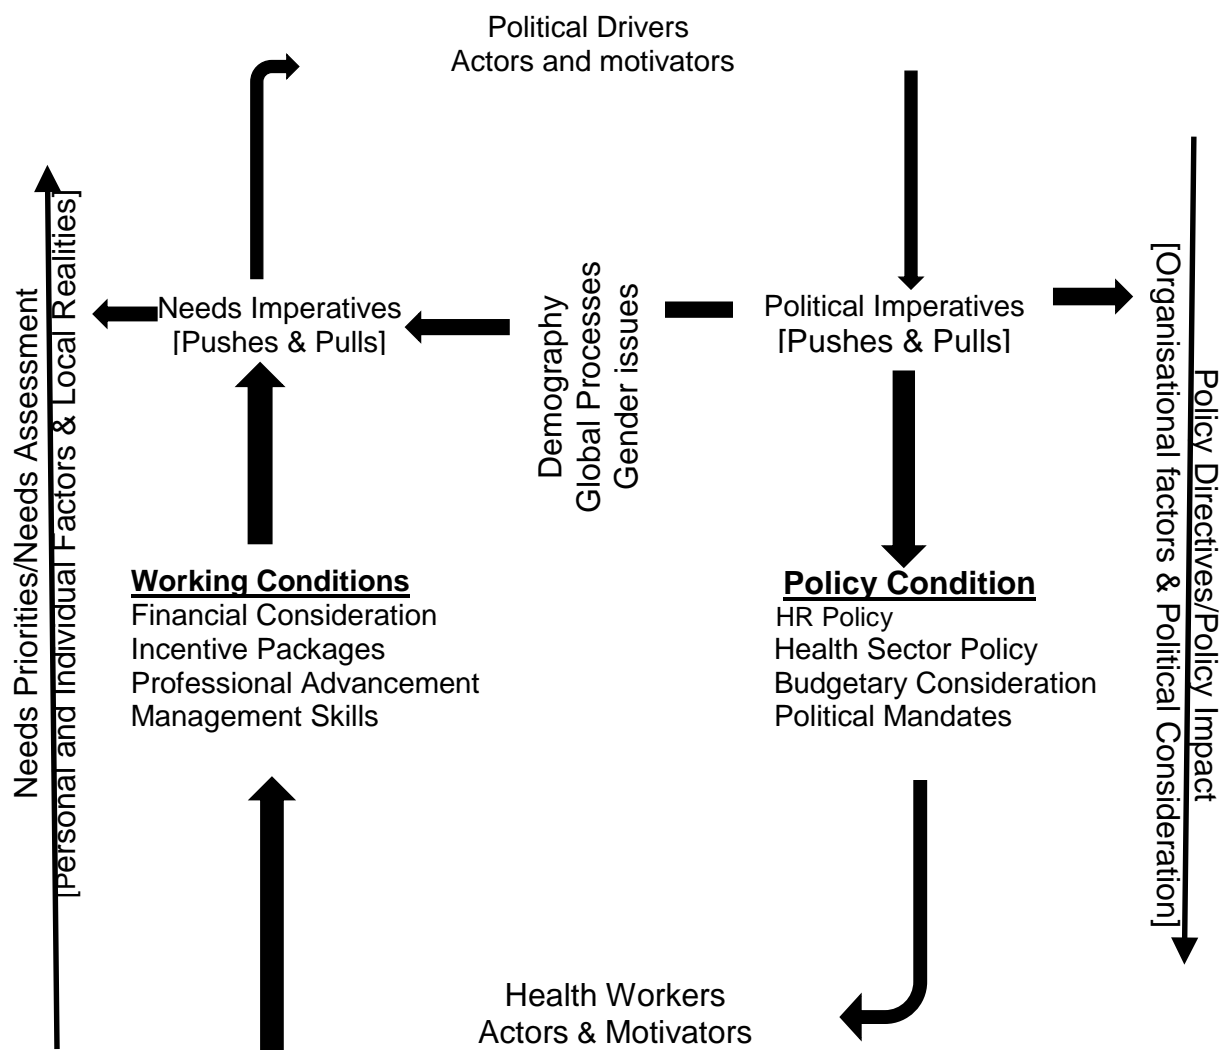 Political Drivers
Actors and motivators
Needs Priorities/Needs Assessment
[Personal and Individual Factors & Local Realities]
Needs Imperatives
[Pushes & Pulls]
Demography
Global Processes
Gender issues
Political Imperatives
[Pushes & Pulls]
[Organisational factors & Political Consideration]
Policy Directives/Policy Impact
Working Conditions
Financial Consideration
Incentive Packages
Professional Advancement
Management Skills
Policy Condition
HR Policy
Health Sector Policy
Budgetary Consideration
Political Mandates
Health Workers
Actors & Motivators